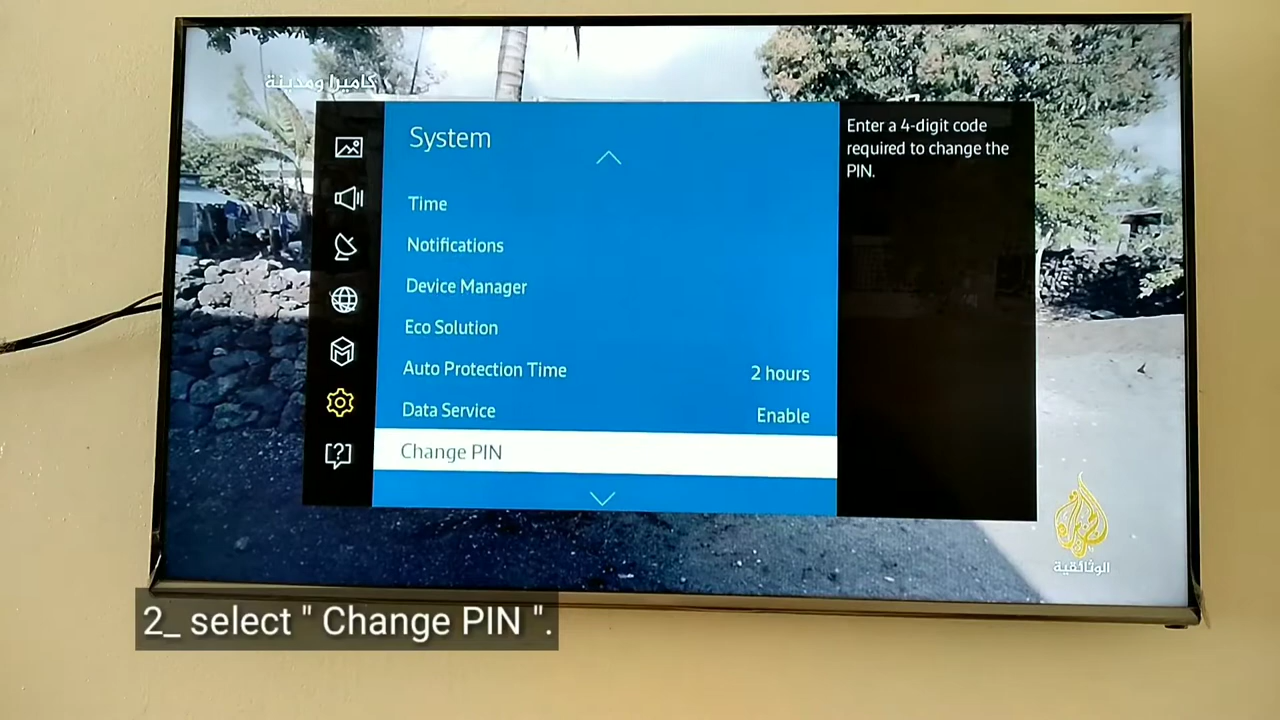 كاميرا ومدينة
System
Time
Notifications
Device Manager
Eco Solution
Auto Protection Time 2 hours
Data Service Enable
Change PIN
Enter a 4-digit code
required to change the
PIN.
الجزيرة
الوثائقية
2_ select " Change PIN ".